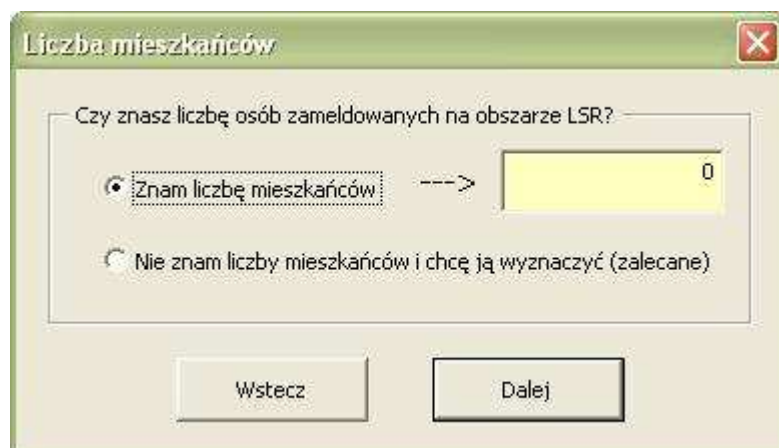 Liczba mieszkańców
Czy znasz liczbę osób zameldowanych na obszarze LSR?
Znam liczbę mieszkańców ---> 0
Nie znam liczby mieszkańców i chcę ją wyznaczyć (zalecane)
Wstecz Dalej